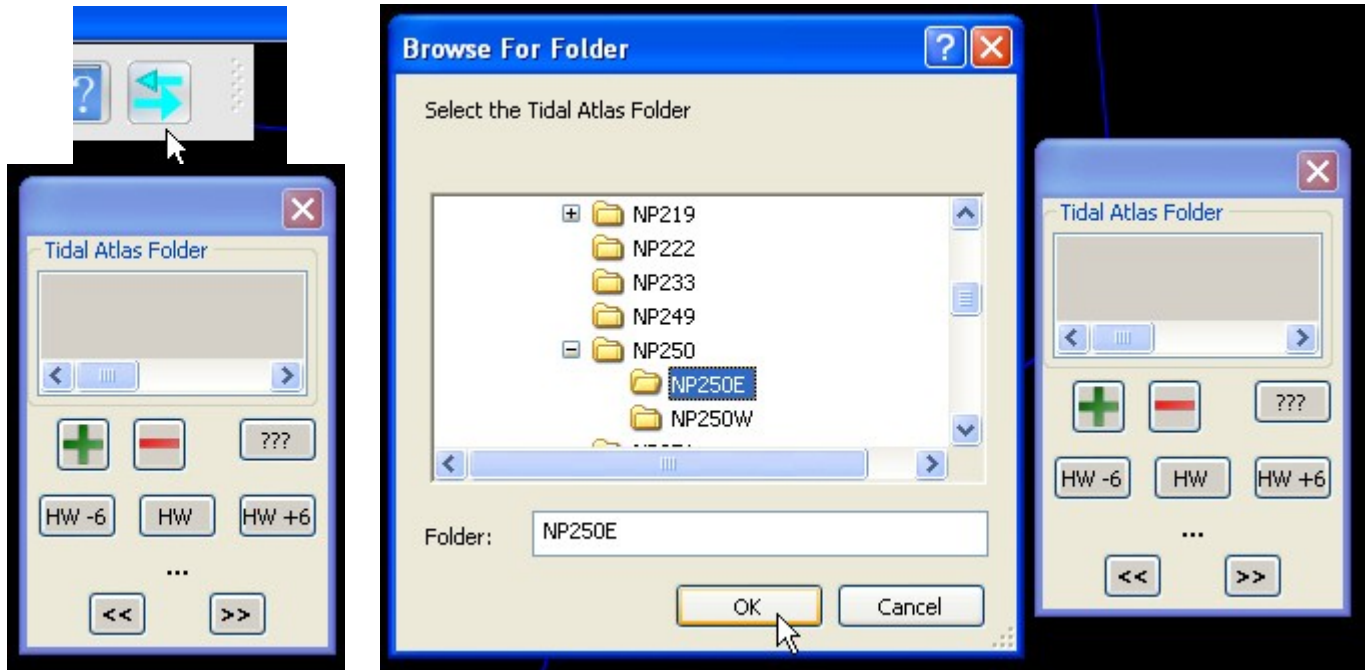 ?
Tidal Atlas Folder
???
HW -6 HW HW +6
...
<< >>
Browse For Folder
?
Select the Tidal Atlas Folder
NP219
NP222
NP233
NP249
NP250
NP250E
NP250W
Folder: NP250E
OK Cancel
Tidal Atlas Folder
???
HW -6 HW HW +6
...
<< >>